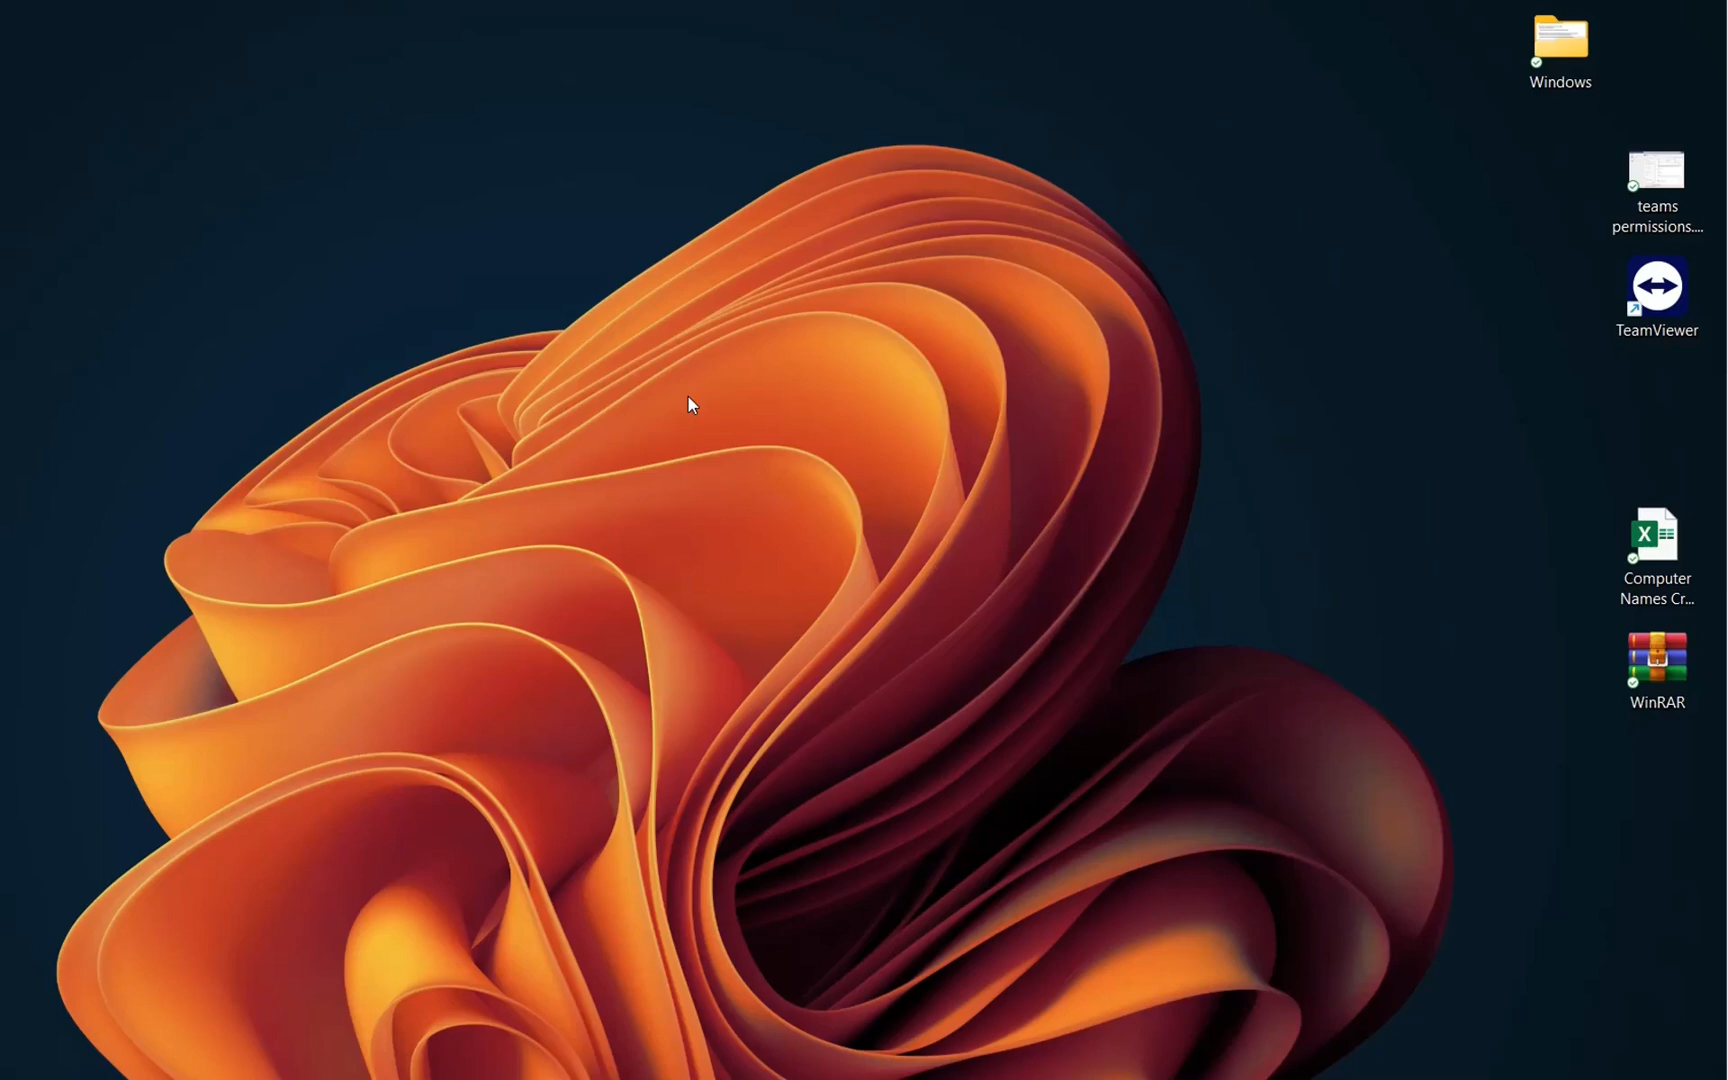 Windows
teams
permissions....
TeamViewer
X
Computer
Names Cr...
WinRAR